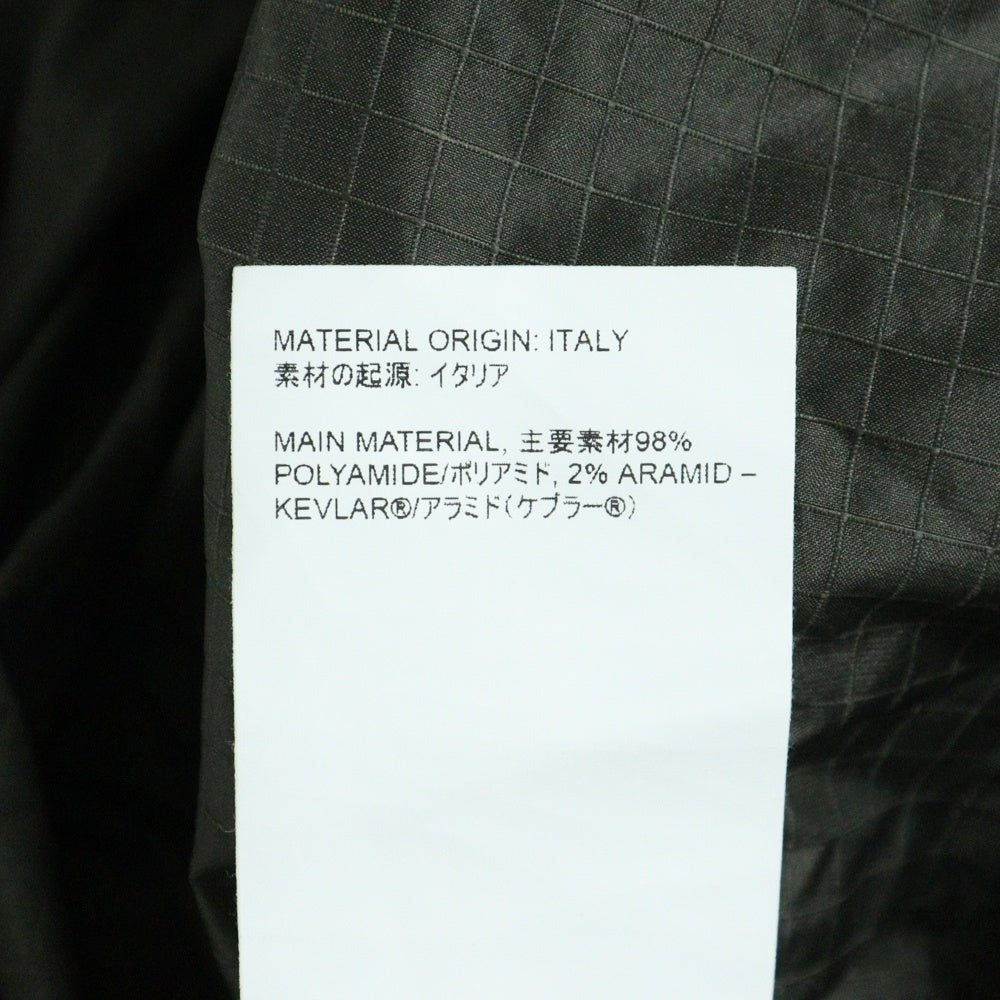 MATERIAL ORIGIN: ITALY
素材の起源: イタリア
MAIN MATERIAL, 主要素材98%
POLYAMIDE/ポリアミド, 2% ARAMID –
KEVLAR®/アラミド(ケブラー®)